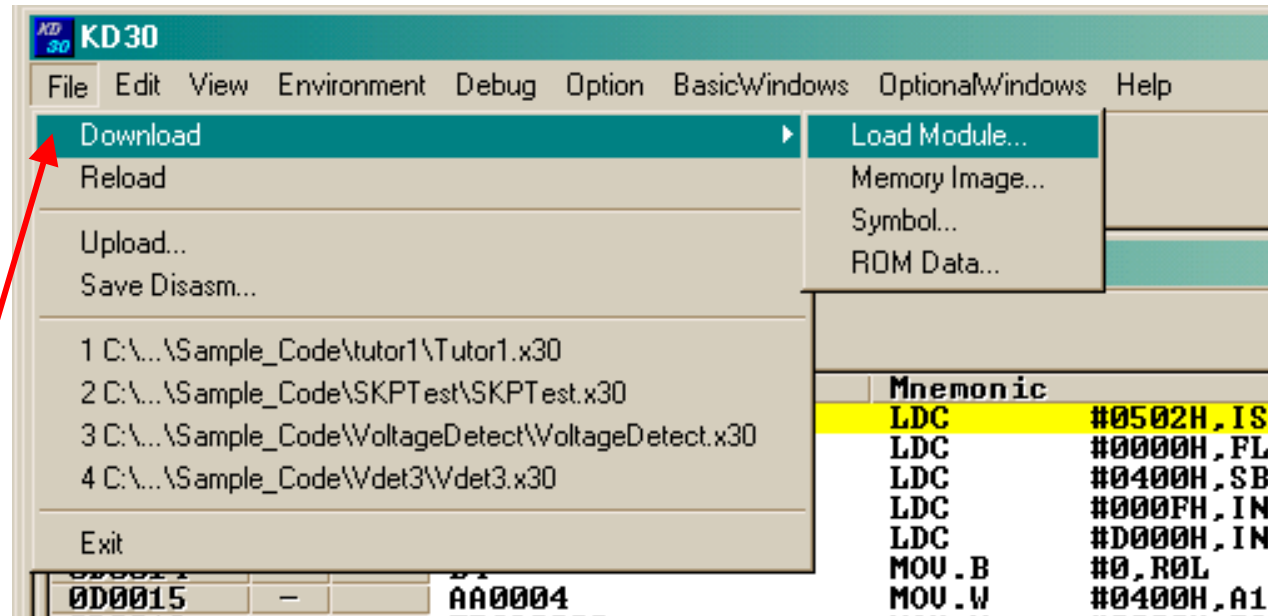 KD 30 KD30
File Edit View Environment Debug Option BasicWindows OptionalWindows Help
Download
Reload
Upload...
Save Disasm...
1 C:\...\Sample_Code\tutor1\Tutor1.x30
2 C:\...\Sample_Code\SKPTest\SKPTest.x30
3 C:\...\Sample_Code\VoltageDetect\VoltageDetect.x30
4 C:\...\Sample_Code\Vdet3\Vdet3.x30
Exit
Load Module...
Memory Image...
Symbol...
ROM Data...
Mnemonic
LDC #0502H,IS
LDC #0000H,FL
LDC #0400H,SB
LDC #000FH,IN
LDC #D000H,IN
MOV.B #0,R0L
0D0015 - AA0004 MOV.W #0400H,A1